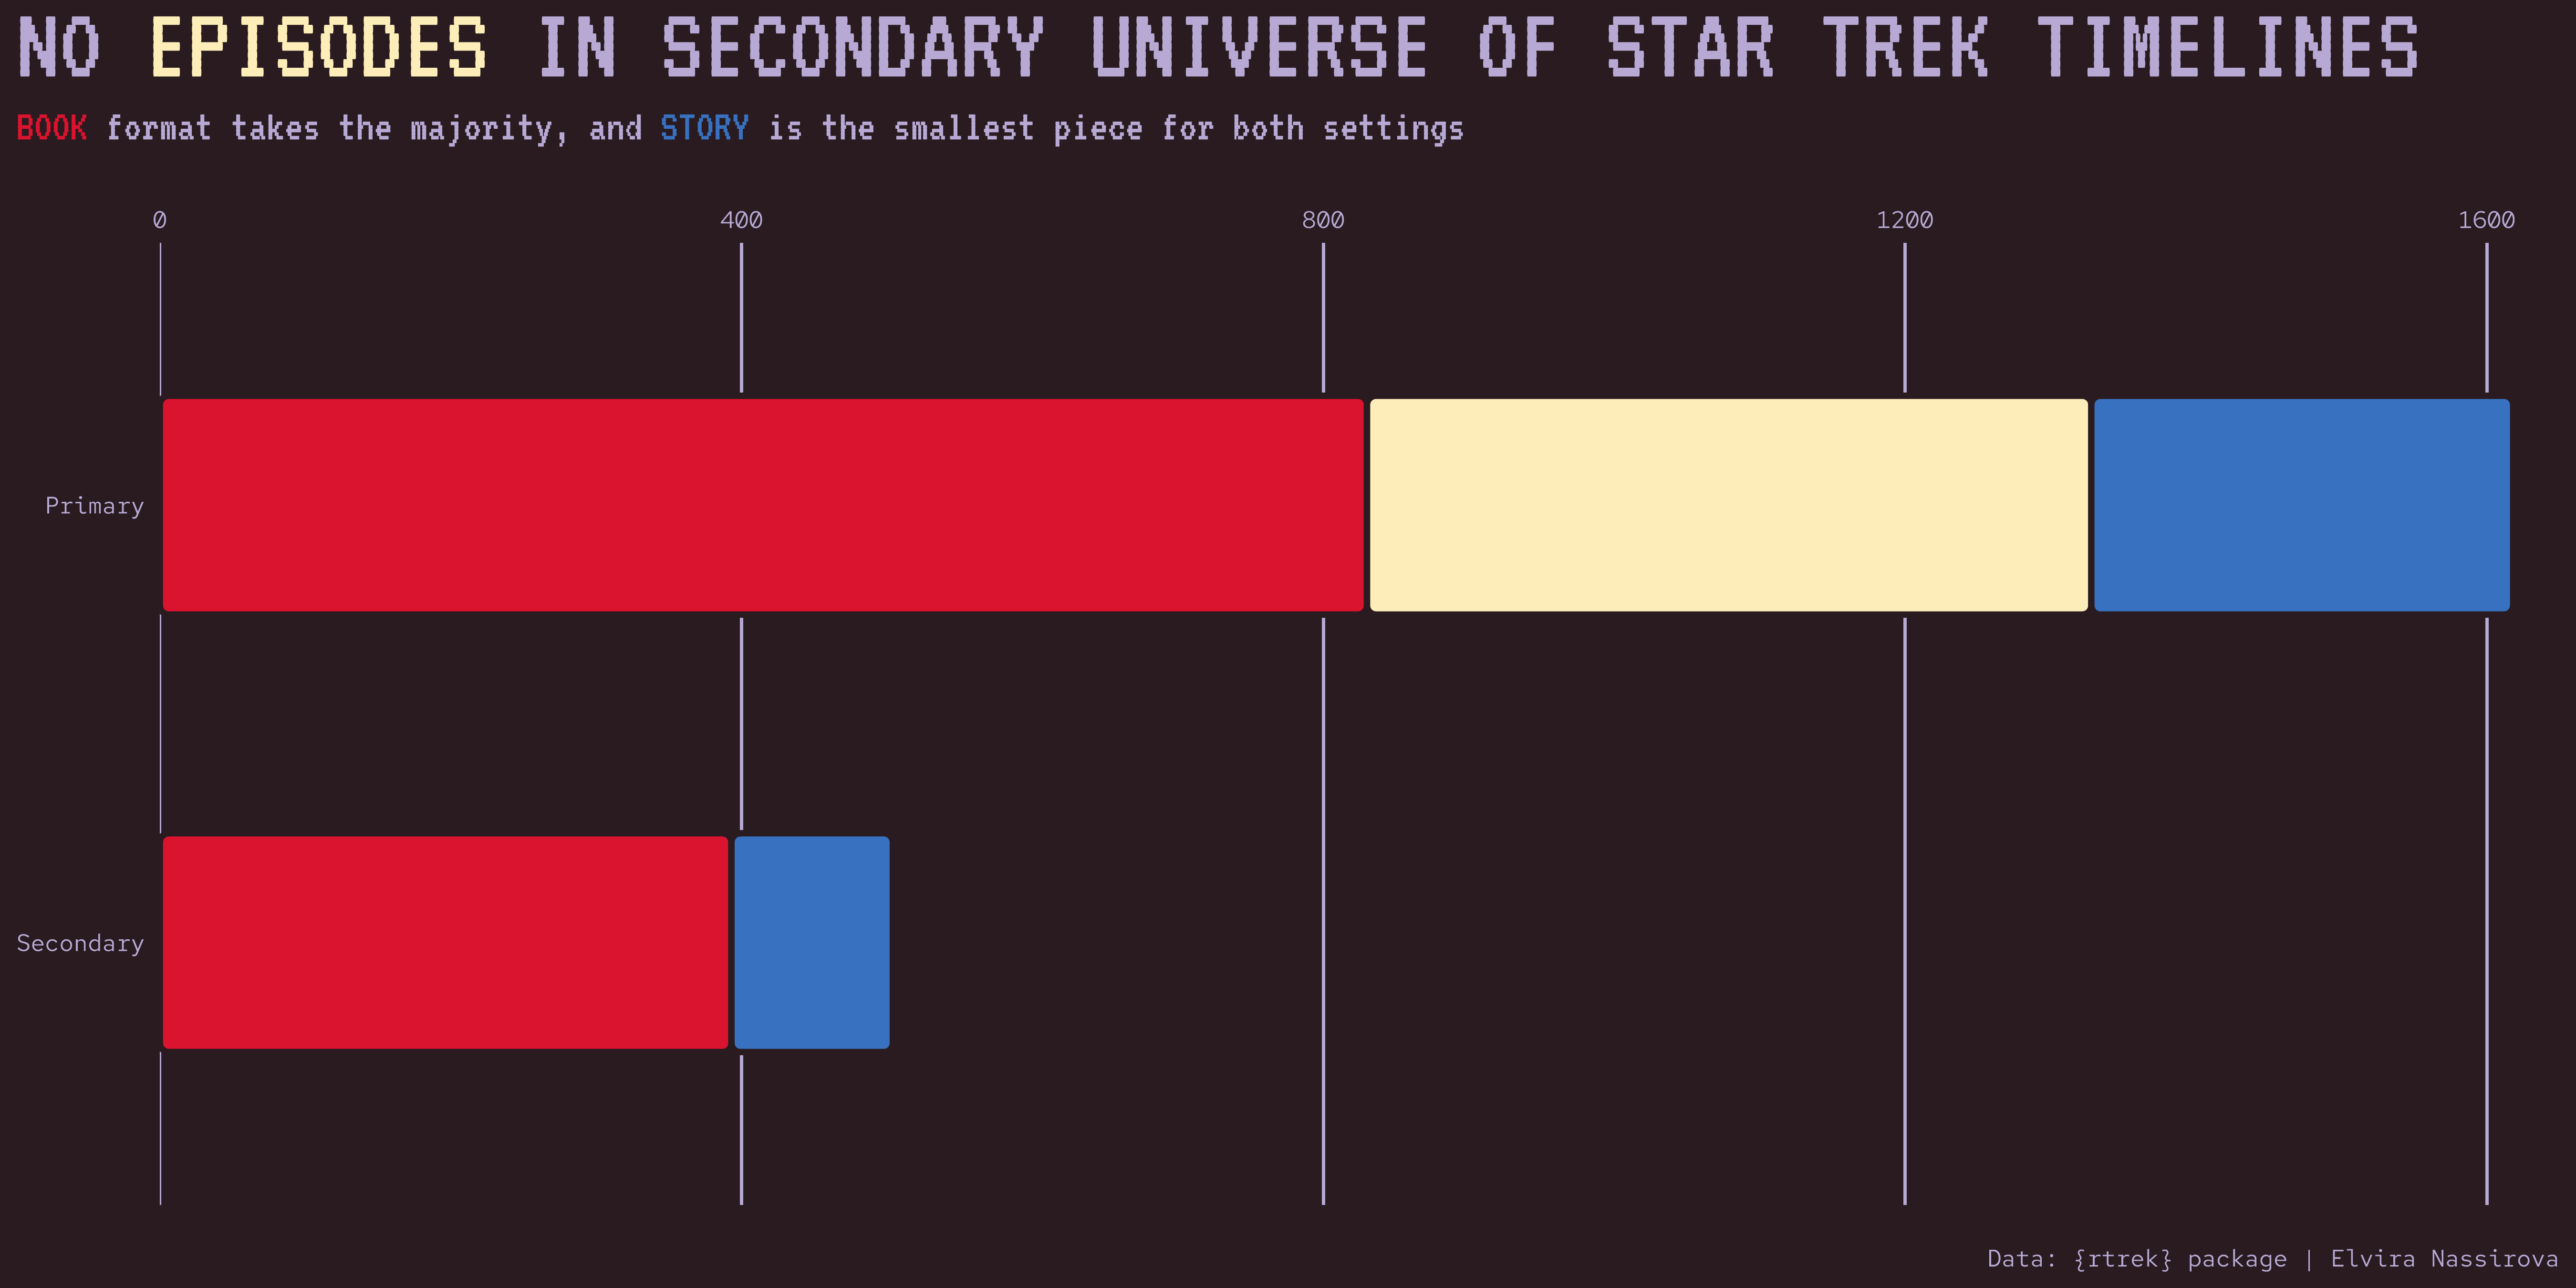 NO EPISODES IN SECONDARY UNIVERSE OF STAR TREK TIMELINES
BOOK format takes the majority, and STORY is the smallest piece for both settings
0 400 800 1200 1600
Primary
Secondary
Data: {rtrek} package | Elvira Nassirova